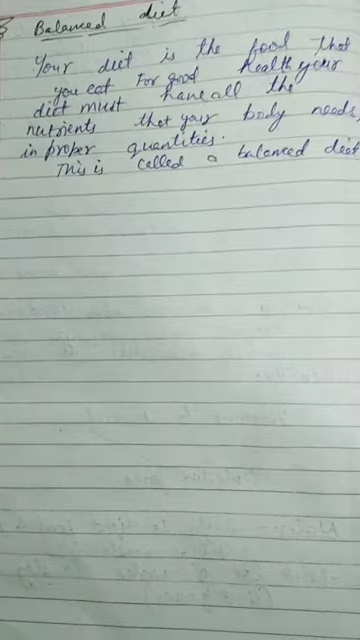 Balanced diet
Your diet is the food that
you eat For good health your
diet must have all the
nutrients that your body needs,
in proper quantities.
This is called a balanced diet